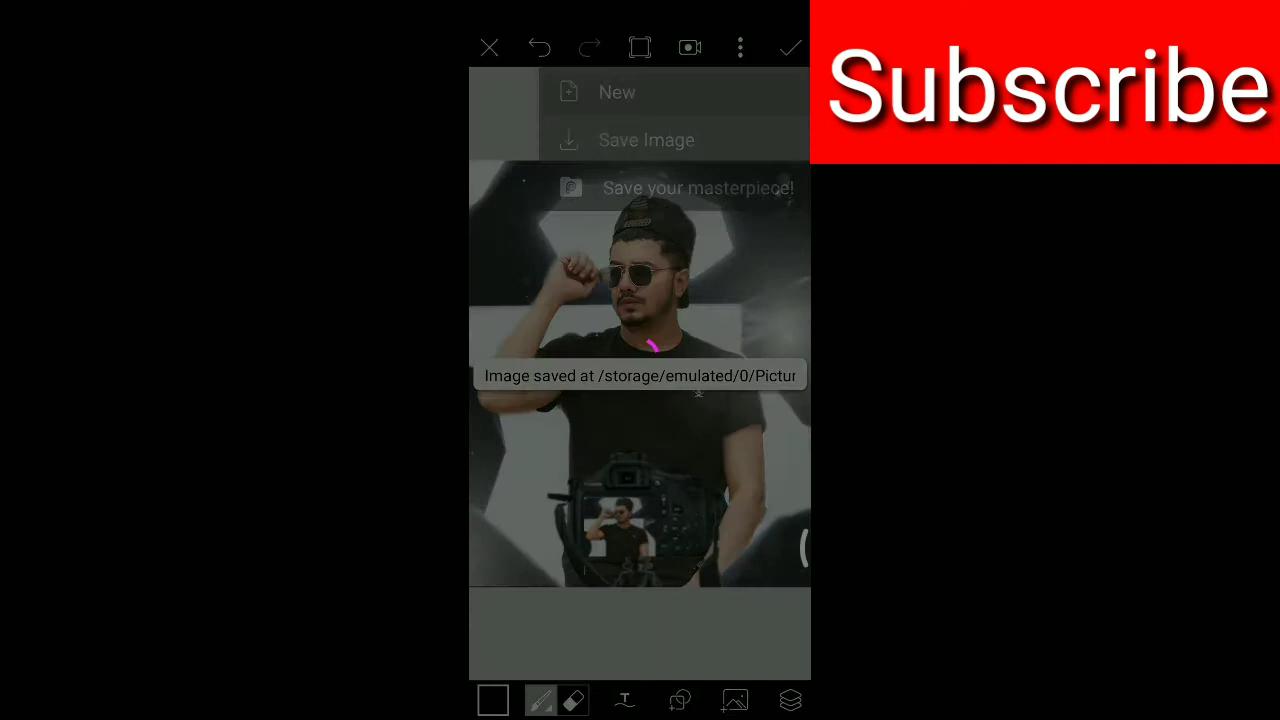 Subscribe
New
Save Image
Save your masterpiece!
Image saved at /storage/emulated/0/Pictur
T